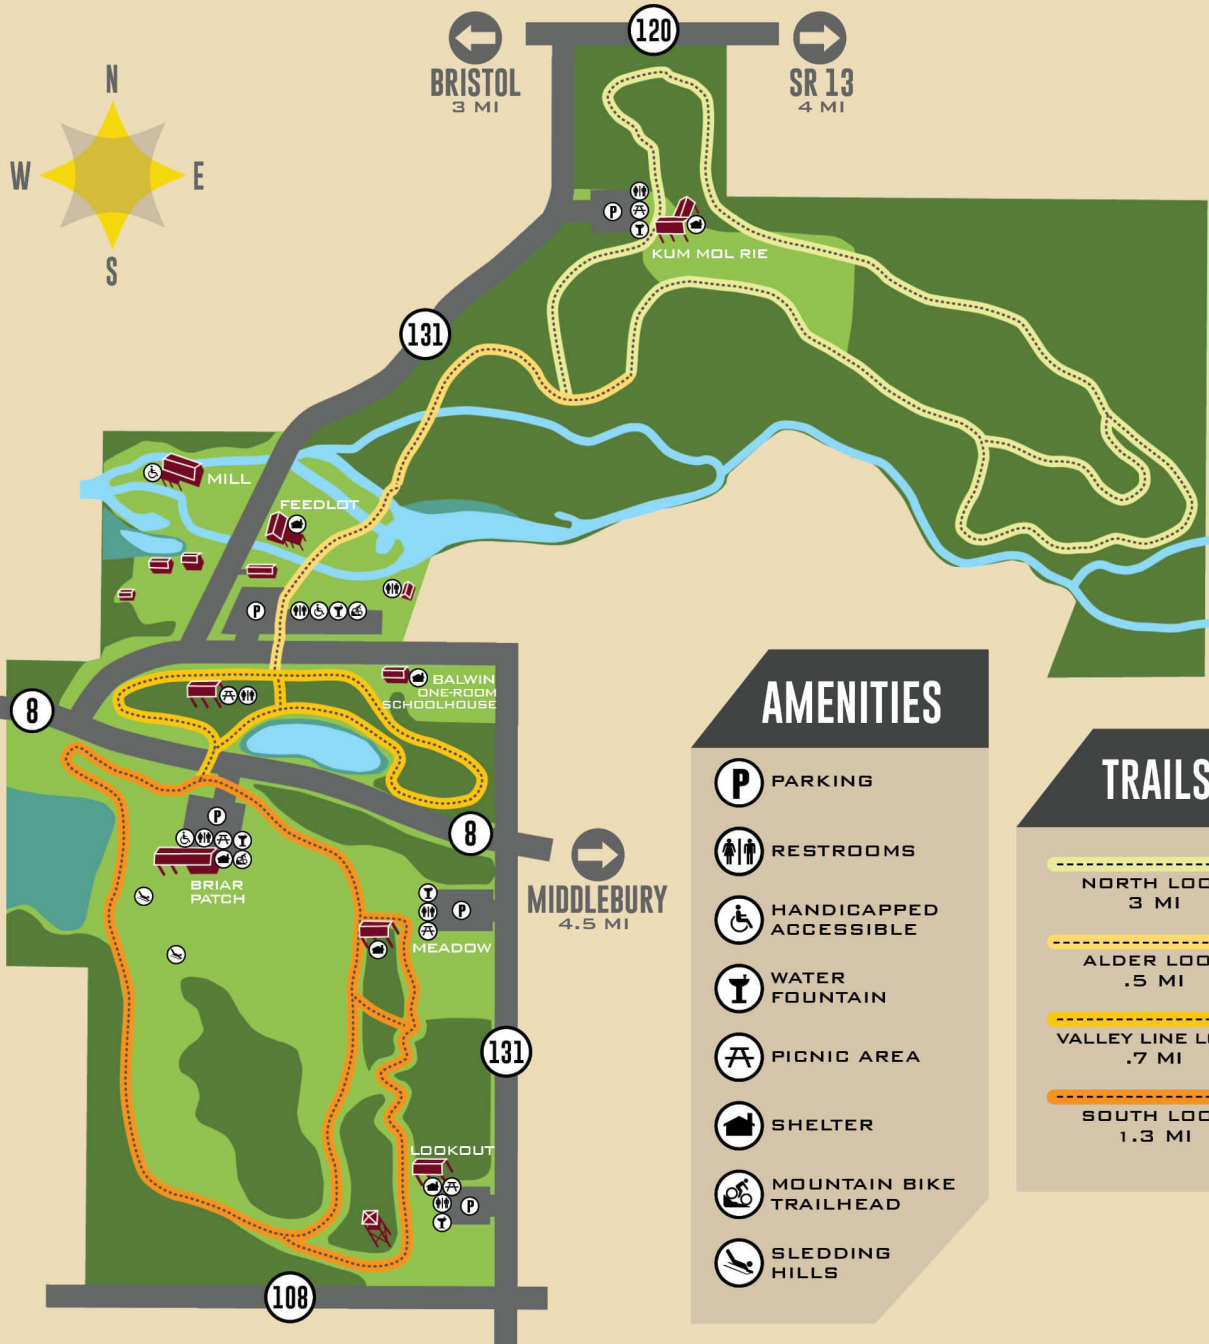 120
BRISTOL
3 MI
SR 13
4 MI
N
W
E
S
P
KUM MOL RIE
131
MILL
FEEDLOT
P
BALWIN
ONE-ROOM
SCHOOLHOUSE
8
8
P
BRIAR
PATCH
MIDDLEBURY
4.5 MI
P
MEADOW
131
LOOKOUT
P
108
AMENITIES
P PARKING
RESTROOMS
HANDICAPPED
ACCESSIBLE
WATER
FOUNTAIN
PICNIC AREA
SHELTER
MOUNTAIN BIKE
TRAILHEAD
SLEDDING
HILLS
TRAILS
NORTH LOO
3 MI
ALDER LOO
.5 MI
VALLEY LINE L
.7 MI
SOUTH LOO
1.3 MI